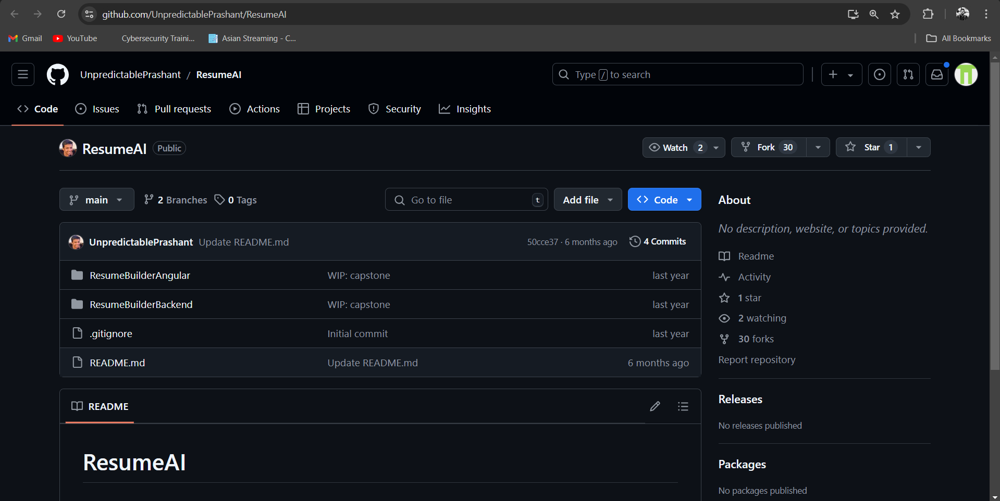 github.com/UnpredictablePrashant/ResumeAI
Gmail YouTube Cybersecurity Traini... Asian Streaming - C... All Bookmarks
UnpredictablePrashant / ResumeAI Type / to search
Code Issues Pull requests Actions Projects Security Insights
ResumeAI Public Watch 2 Fork 30 Star 1
main 2 Branches 0 Tags Go to file t Add file Code
UnpredictablePrashant Update README.md 50cce37 · 6 months ago 4 Commits
ResumeBuilderAngular WIP: capstone last year
ResumeBuilderBackend WIP: capstone last year
.gitignore Initial commit last year
README.md Update README.md 6 months ago
README
ResumeAI
About
No description, website, or topics provided.
Readme
Activity
1 star
2 watching
30 forks
Report repository
Releases
No releases published
Packages
No packages published